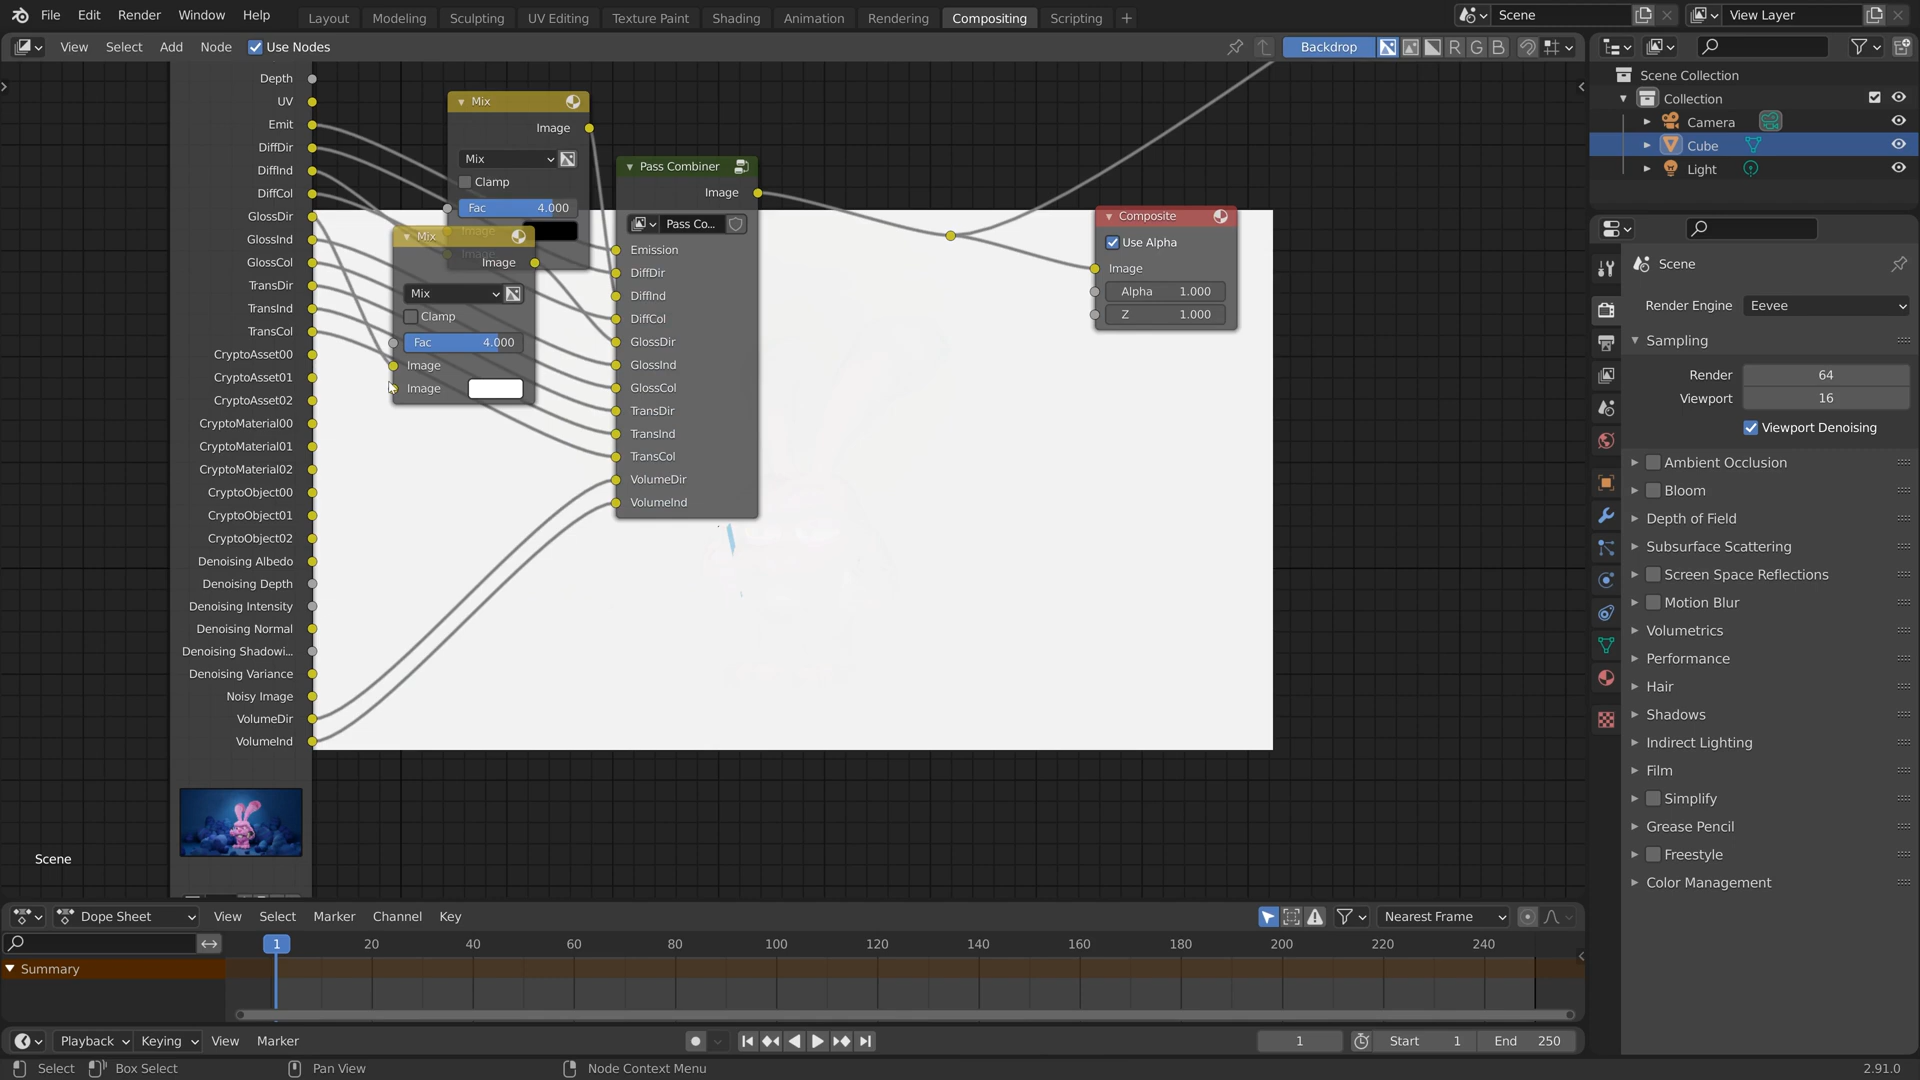 File Edit Render Window Help Layout Modeling Sculpting UV Editing Texture Paint Shading Animation Rendering Compositing Scripting Scene View Layer
View Select Add Node Use Nodes Backdrop R G B
Depth
UV
Emit
DiffDir
DiffInd
DiffCol
GlossDir
GlossInd
GlossCol
TransDir
TransInd
TransCol
CryptoAsset00
CryptoAsset01
CryptoAsset02
CryptoMaterial00
CryptoMaterial01
CryptoMaterial02
CryptoObject00
CryptoObject01
CryptoObject02
Denoising Albedo
Denoising Depth
Denoising Intensity
Denoising Normal
Denoising Shadowi...
Denoising Variance
Noisy Image
VolumeDir
VolumeInd
Scene
Mix
Image
Mix
Clamp
Fac 4.000
Image
Image
Mix
Image
Mix
Clamp
Fac 4.000
Image
Image
Pass Combiner
Image
Pass Co...
Emission
DiffDir
DiffInd
DiffCol
GlossDir
GlossInd
GlossCol
TransDir
TransInd
TransCol
VolumeDir
VolumeInd
Composite
Use Alpha
Image
Alpha 1.000
Z 1.000
Scene Collection
Collection
Camera
Cube
Light
Scene
Render Engine Eevee
Sampling
Render 64
Viewport 16
Viewport Denoising
Ambient Occlusion
Bloom
Depth of Field
Subsurface Scattering
Screen Space Reflections
Motion Blur
Volumetrics
Performance
Hair
Shadows
Indirect Lighting
Film
Simplify
Grease Pencil
Freestyle
Color Management
Dope Sheet View Select Marker Channel Key Nearest Frame
1 20 40 60 80 100 120 140 160 180 200 220 240
Summary
Playback Keying View Marker 1 Start 1 End 250
Select Box Select Pan View Node Context Menu 2.91.0